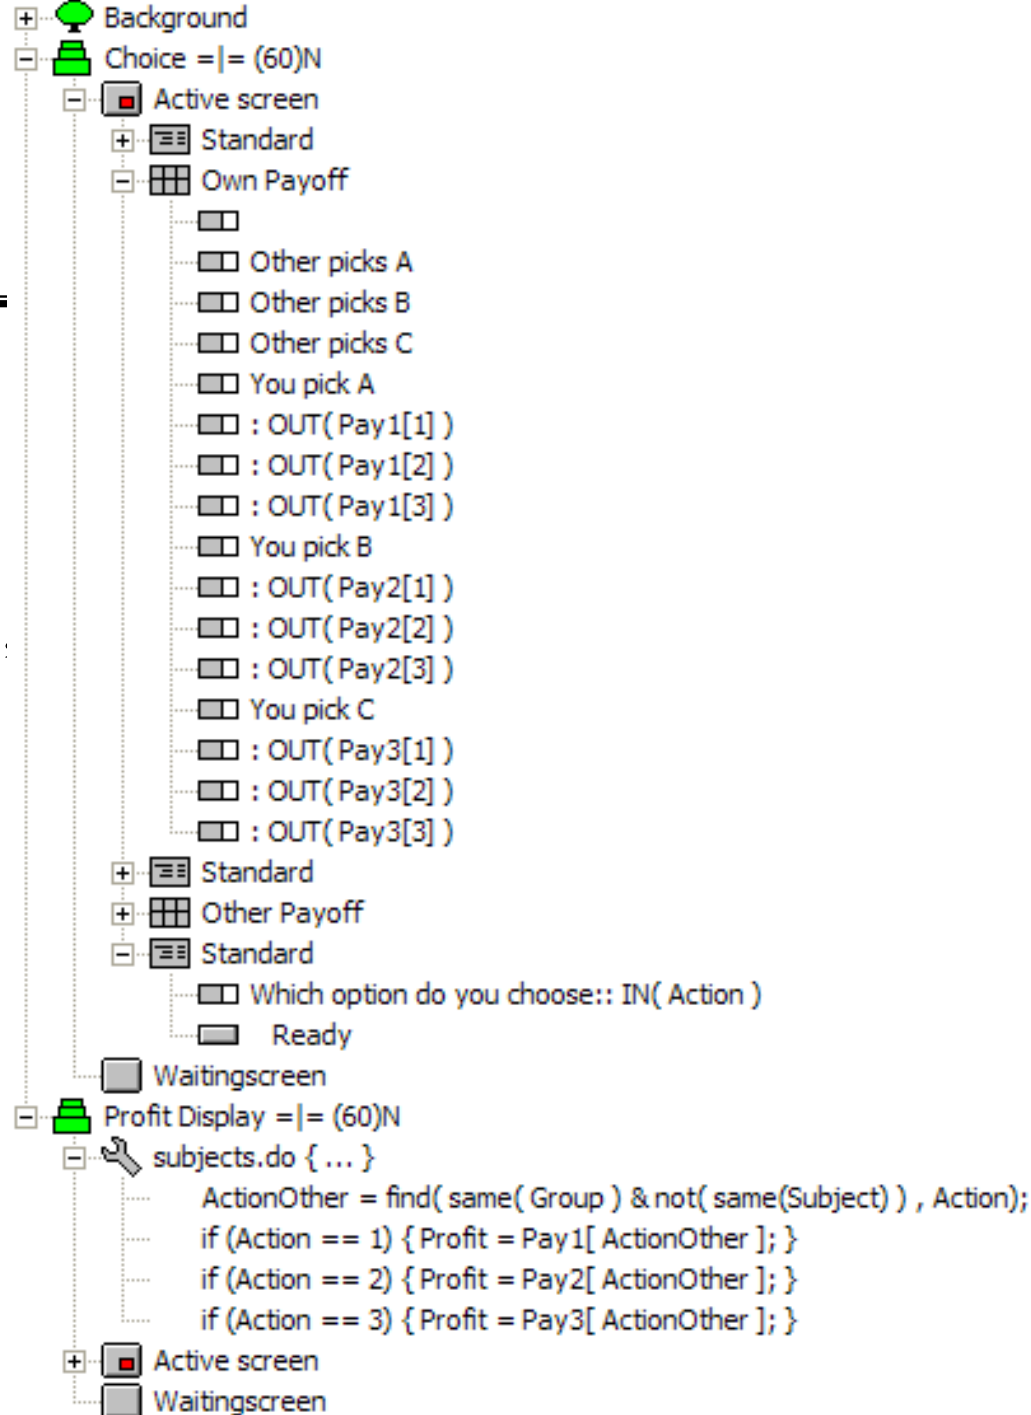 Background
Choice =|= (60)N
Active screen
Standard
Own Payoff
Other picks A
Other picks B
Other picks C
You pick A
: OUT( Pay1[1] )
: OUT( Pay1[2] )
: OUT( Pay1[3] )
You pick B
: OUT( Pay2[1] )
: OUT( Pay2[2] )
: OUT( Pay2[3] )
You pick C
: OUT( Pay3[1] )
: OUT( Pay3[2] )
: OUT( Pay3[3] )
Standard
Other Payoff
Standard
Which option do you choose:: IN( Action )
Ready
Waitingscreen
Profit Display =|= (60)N
subjects.do { ... }
ActionOther = find( same( Group ) & not( same(Subject) ) , Action);
if (Action == 1) { Profit = Pay1[ ActionOther ]; }
if (Action == 2) { Profit = Pay2[ ActionOther ]; }
if (Action == 3) { Profit = Pay3[ ActionOther ]; }
Active screen
Waitingscreen